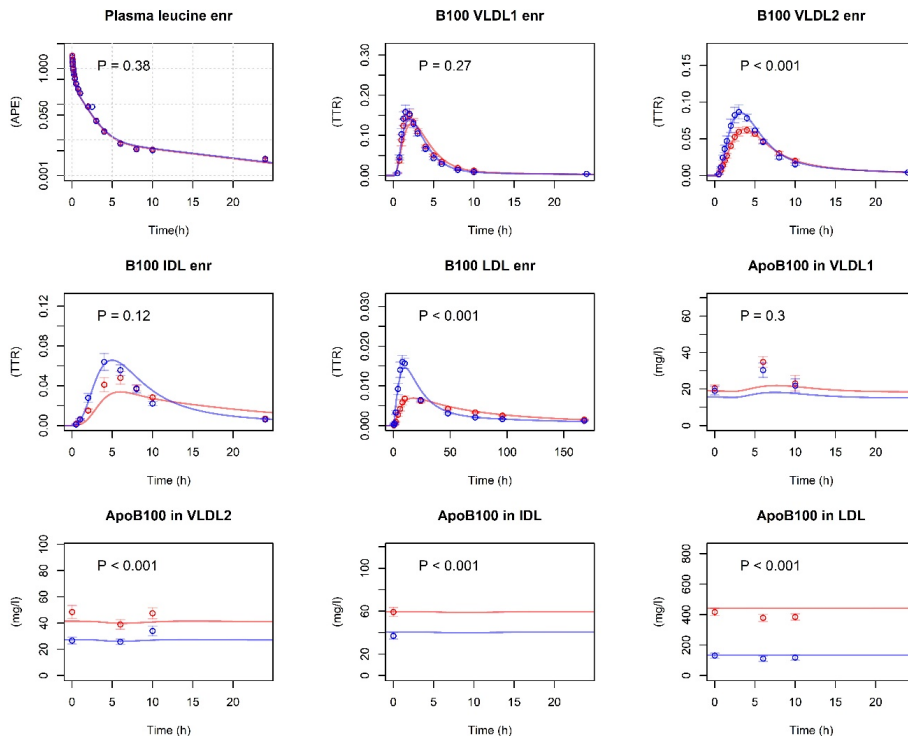 Plasma leucine enr
B100 VLDL1 enr
B100 VLDL2 enr
(APE)
1.000
0.050
0.001
P = 0.38
0 5 10 15 20
Time(h)
(TTR)
0.30
0.20
0.10
0.00
P = 0.27
0 5 10 15 20
Time (h)
(TTR)
0.15
0.10
0.05
0.00
P < 0.001
0 5 10 15 20
Time (h)
B100 IDL enr
B100 LDL enr
ApoB100 in VLDL1
(TTR)
0.12
0.08
0.04
0.00
P = 0.12
0 5 10 15 20
Time (h)
(TTR)
0.030
0.020
0.010
0.000
P < 0.001
0 50 100 150
Time (h)
(mg/l)
60
40
20
0
P = 0.3
0 5 10 15 20
Time (h)
ApoB100 in VLDL2
ApoB100 in IDL
ApoB100 in LDL
(mg/l)
100
80
60
40
20
0
P < 0.001
0 5 10 15 20
Time (h)
(mg/l)
120
90
60
30
0
P < 0.001
0 5 10 15 20
Time (h)
(mg/l)
800
600
400
200
0
P < 0.001
0 5 10 15 20
Time (h)